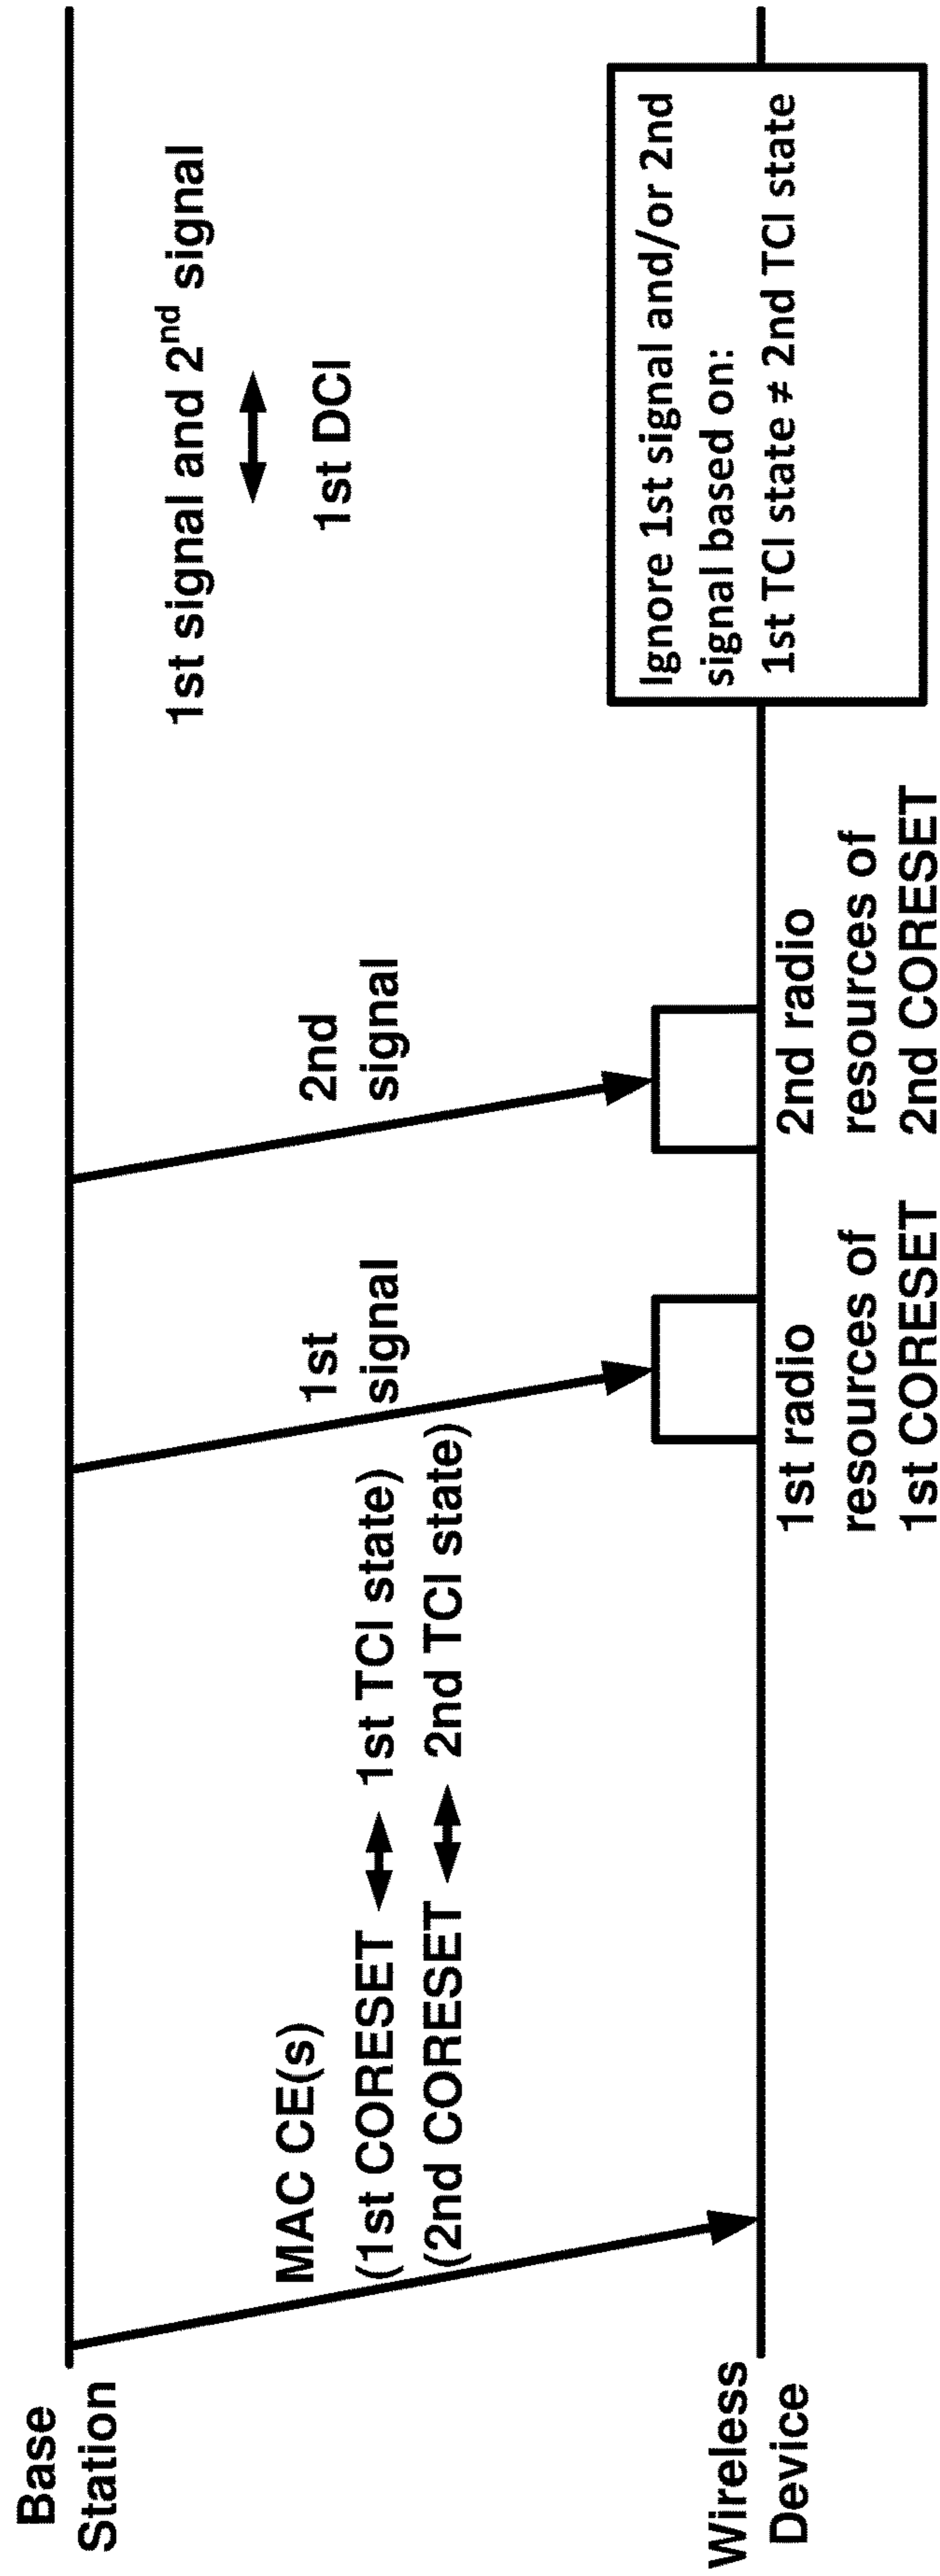 Base
Station
MAC CE(s)
(1st CORESET ↔ 1st TCI state)
(2nd CORESET ↔ 2nd TCI state)
1st
signal
2nd
signal
1st signal and 2nd signal
1st DCI
Wireless
Device
1st radio
resources of
1st CORESET
2nd radio
resources of
2nd CORESET
Ignore 1st signal and/or 2nd
signal based on:
1st TCI state ≠ 2nd TCI state